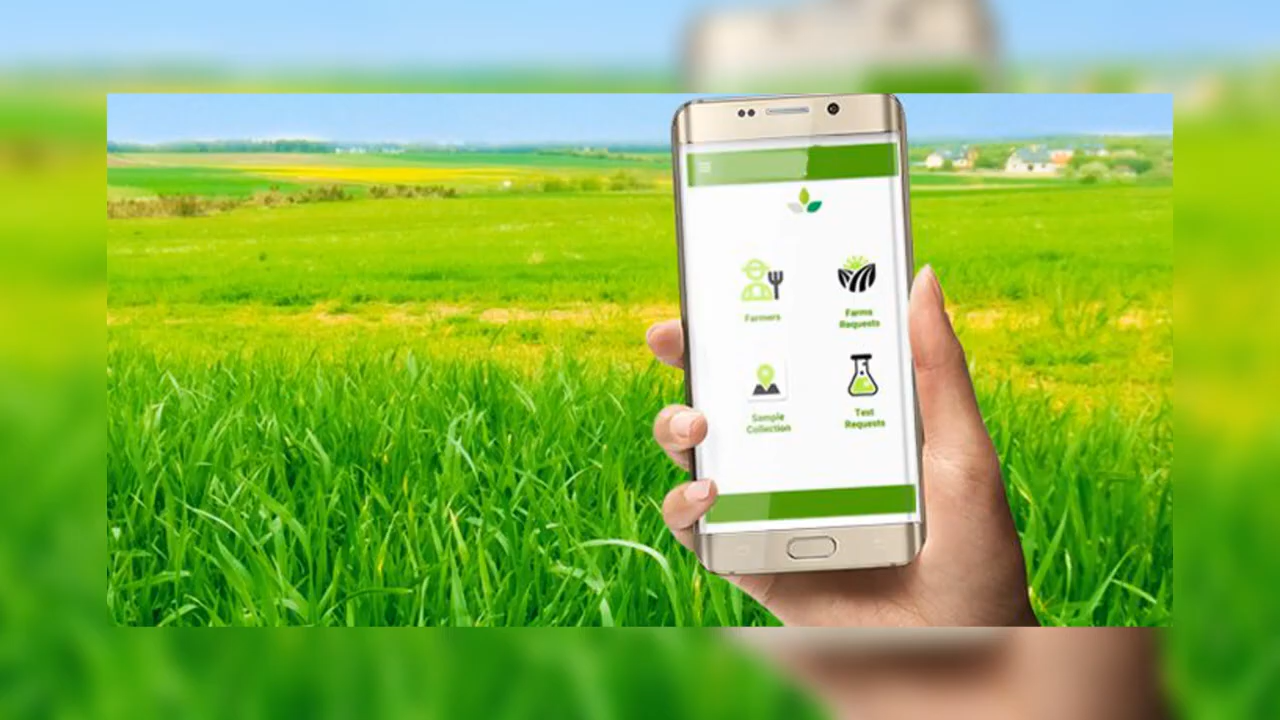 Farmers
Farms
Requests
Sample
Collection
Test
Requests